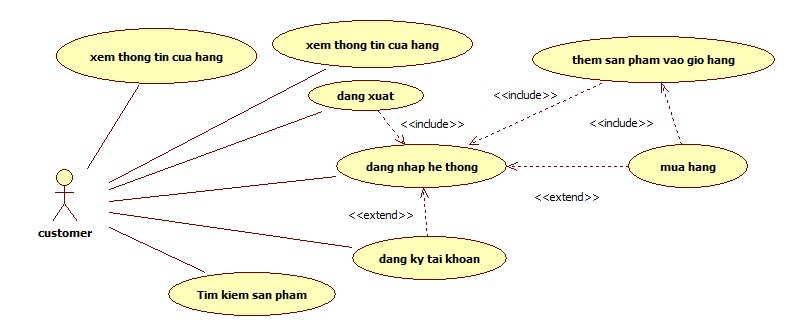 xem thong tin cua hang
xem thong tin cua hang
them san pham vao gio hang
dang xuat
<<include>>
<<include>>
<<include>>
dang nhap he thong
mua hang
<<extend>>
<<extend>>
customer
dang ky tai khoan
Tim kiem san pham